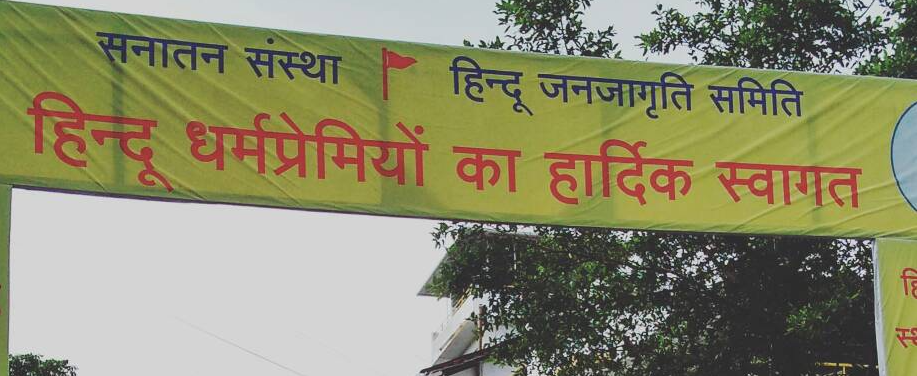 सनातन संस्था हिन्दू जनजागृति समिति
हिन्दू धर्मप्रेमियों का हार्दिक स्वागत